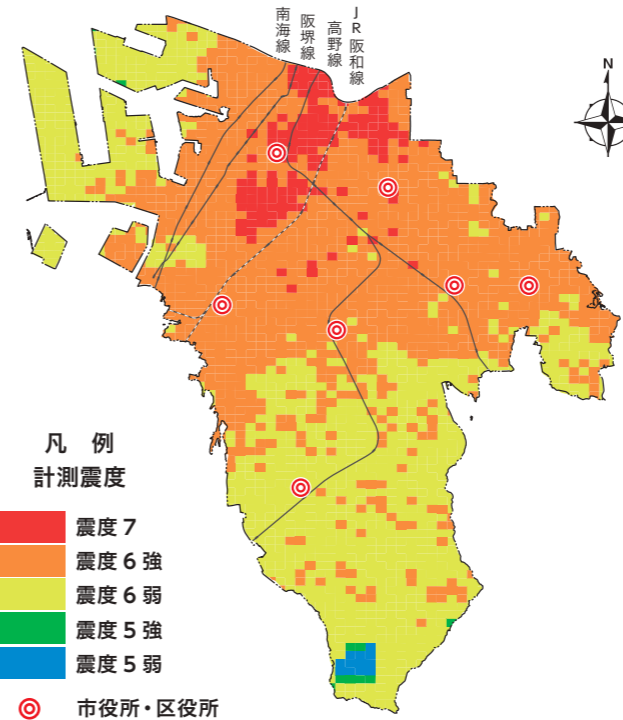 南海線
阪堺線
高野線
JR阪和線
N
凡 例
計測震度
震度7
震度6強
震度6弱
震度5強
震度5弱
市役所・区役所